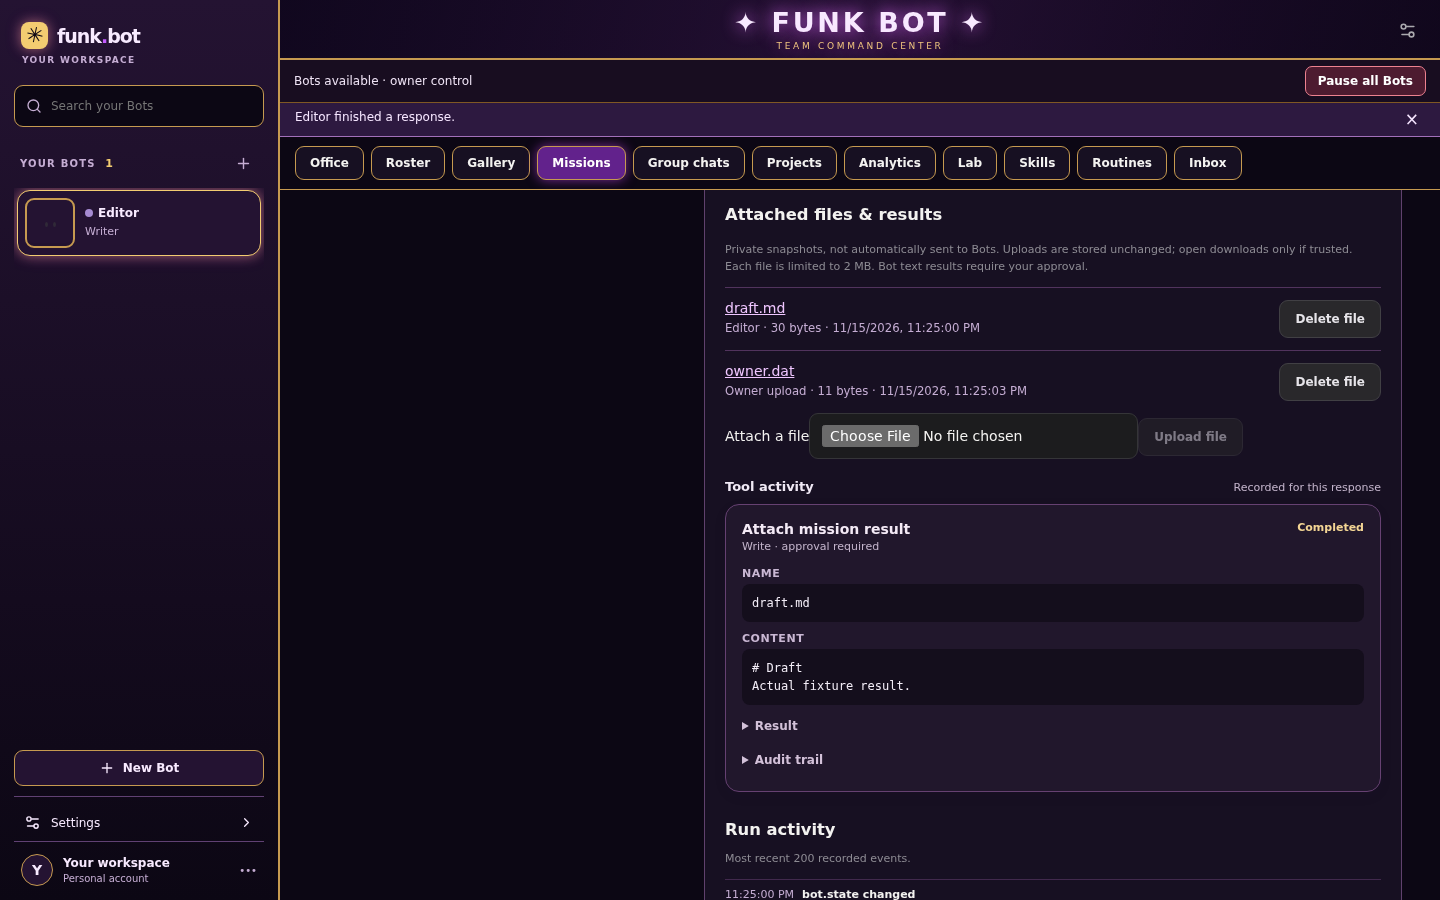 funk.bot
YOUR WORKSPACE
Search your Bots
YOUR BOTS 1
Editor
Writer
New Bot
Settings
Y
Your workspace
Personal account
✦ FUNK BOT ✦
TEAM COMMAND CENTER
Bots available · owner control
Pause all Bots
Editor finished a response.
Office
Roster
Gallery
Missions
Group chats
Projects
Analytics
Lab
Skills
Routines
Inbox
Attached files & results
Private snapshots, not automatically sent to Bots. Uploads are stored unchanged; open downloads only if trusted.
Each file is limited to 2 MB. Bot text results require your approval.
draft.md
Editor · 30 bytes · 11/15/2026, 11:25:00 PM
Delete file
owner.dat
Owner upload · 11 bytes · 11/15/2026, 11:25:03 PM
Delete file
Attach a file Choose File No file chosen Upload file
Tool activity
Recorded for this response
Attach mission result
Completed
Write · approval required
NAME
draft.md
CONTENT
# Draft
Actual fixture result.
Result
Audit trail
Run activity
Most recent 200 recorded events.
11:25:00 PM bot.state changed